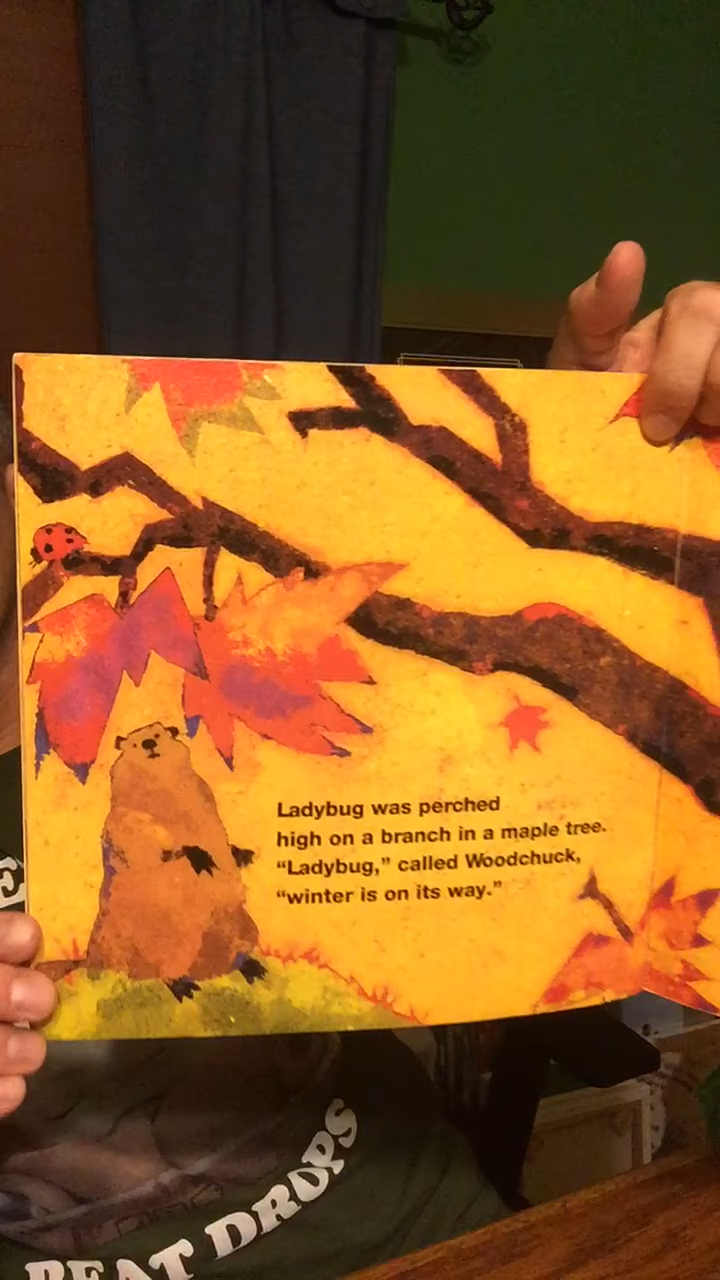 Ladybug was perched
high on a branch in a maple tree.
“Ladybug,” called Woodchuck,
“winter is on its way.”
BEAT DROPS